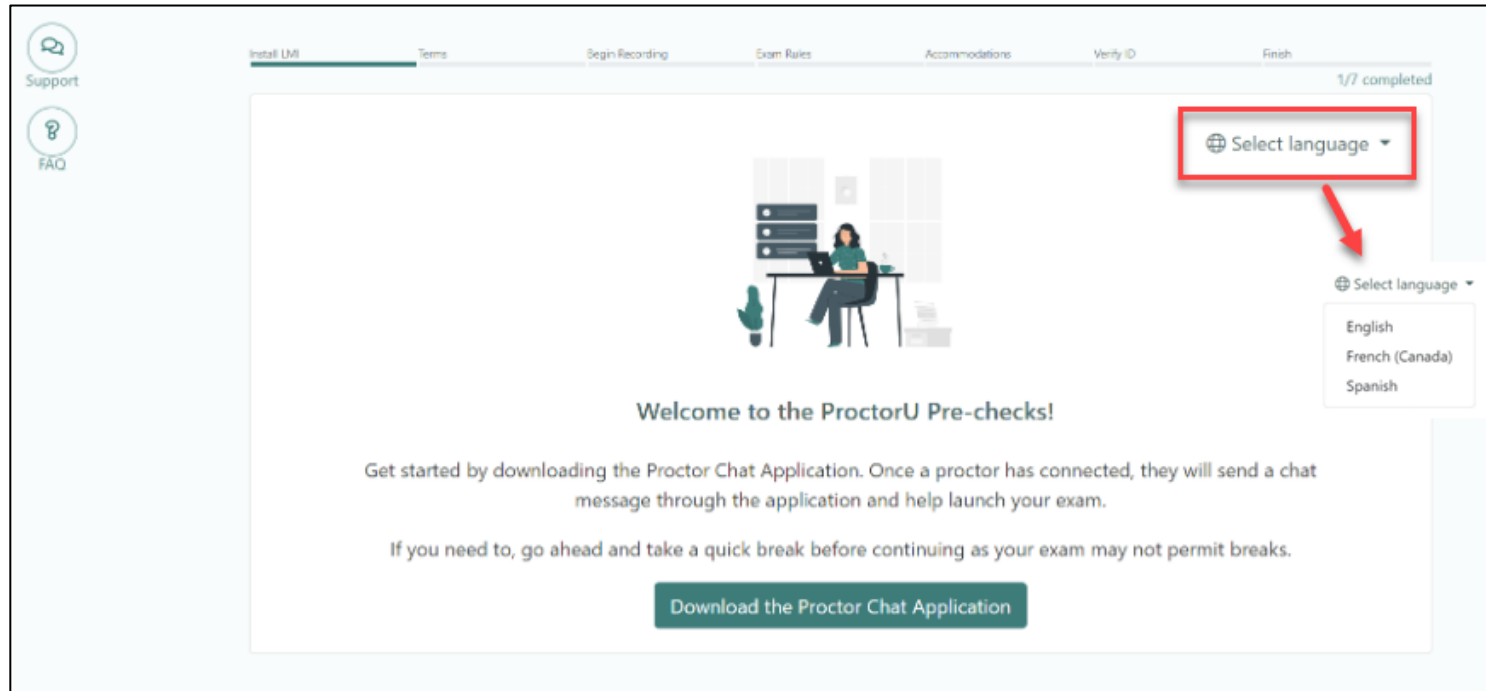 Support
FAQ
Install LMI
Terms
Begin Recording
Exam Rules
Accommodations
Verify ID
Finish
1/7 completed
Select language
Select language
English
French (Canada)
Spanish
Welcome to the ProctorU Pre-checks!
Get started by downloading the Proctor Chat Application. Once a proctor has connected, they will send a chat
message through the application and help launch your exam.
If you need to, go ahead and take a quick break before continuing as your exam may not permit breaks.
Download the Proctor Chat Application